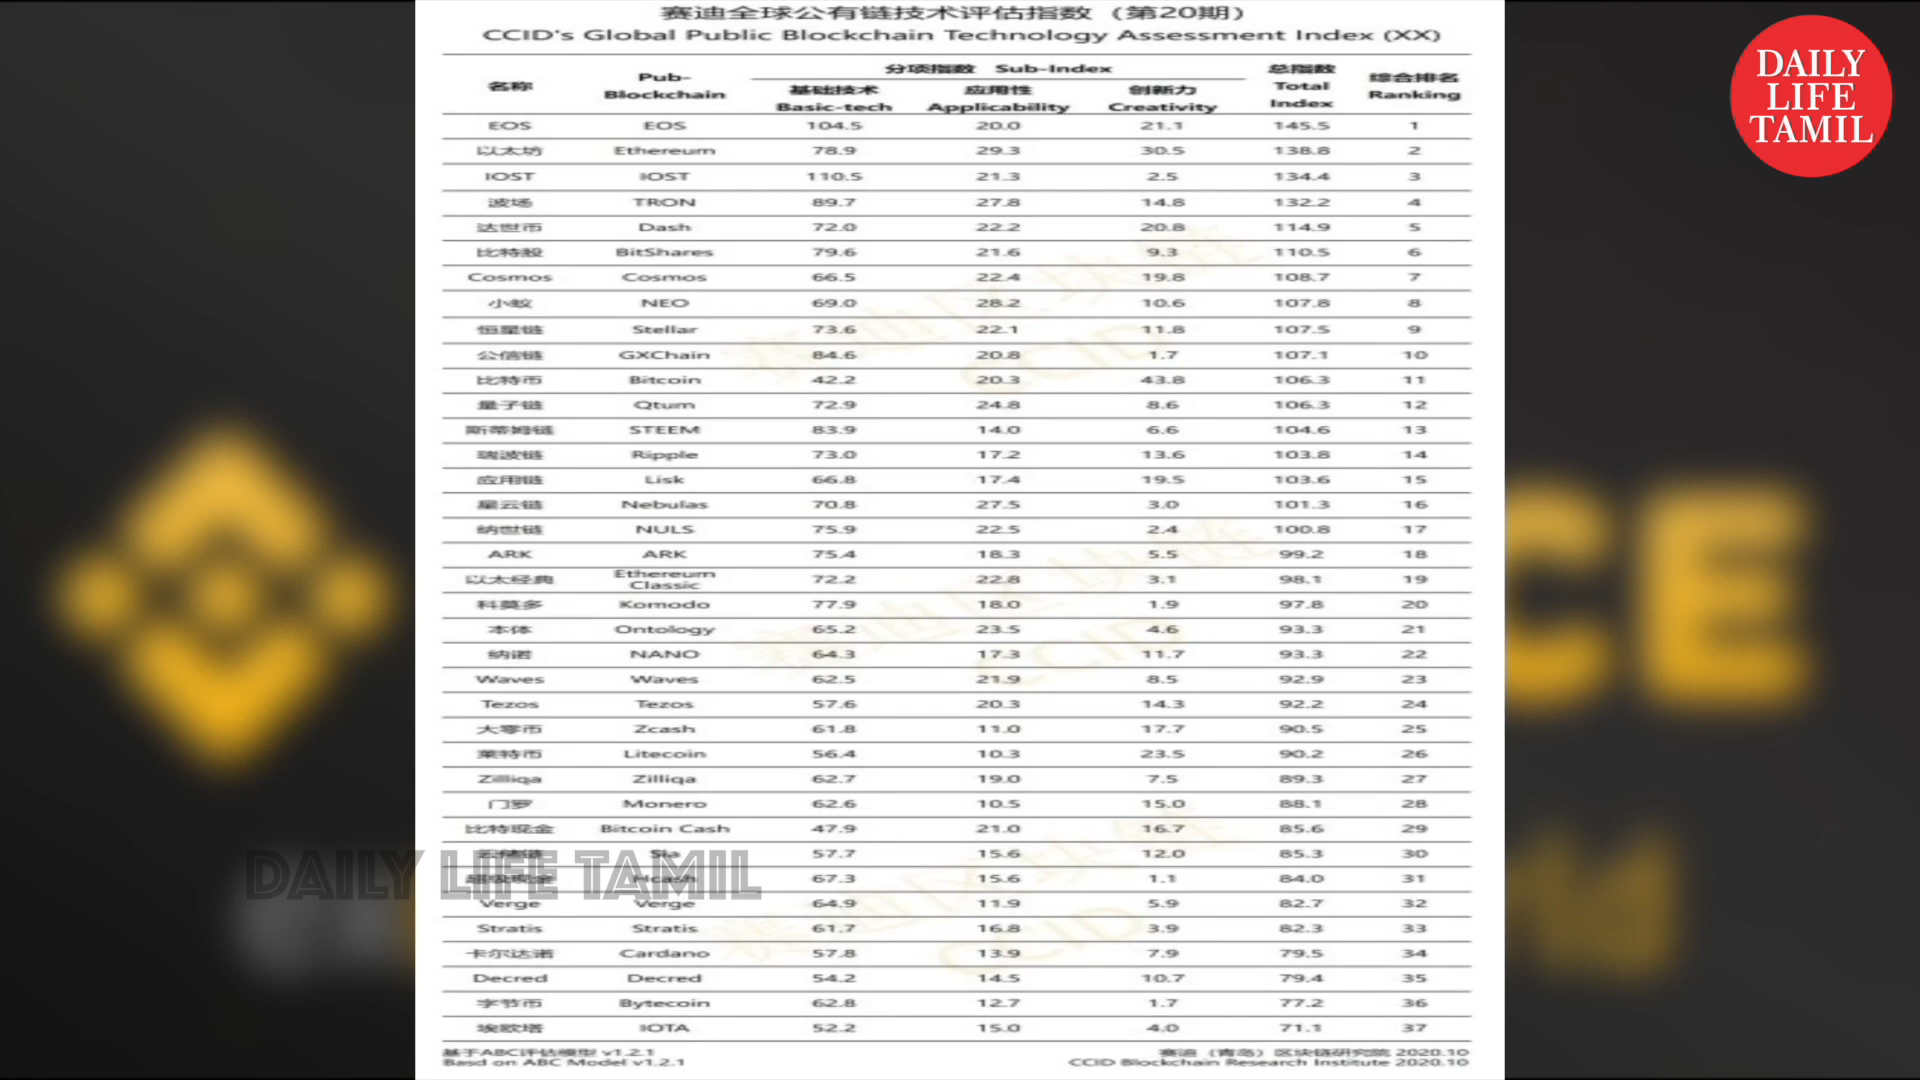 赛迪全球公有链技术评估指数（第20期）
CCID's Global Public Blockchain Technology Assessment Index (XX)
名称 Pub-Blockchain 分项指数 Sub-Index 总指数 Total Index 综合排名 Ranking
基础技术 Basic-tech 应用性 Applicability 创新力 Creativity
EOS EOS 104.5 20.0 21.1 145.5 1
以太坊 Ethereum 78.9 29.3 30.5 138.8 2
IOST IOST 110.5 21.3 2.5 134.4 3
波场 TRON 89.7 27.8 14.8 132.2 4
达世币 Dash 72.0 22.2 20.8 114.9 5
比特股 BitShares 79.6 21.6 9.3 110.5 6
Cosmos Cosmos 66.5 22.4 19.8 108.7 7
小蚁 NEO 69.0 28.2 10.6 107.8 8
恒星链 Stellar 73.6 22.1 11.8 107.5 9
公信链 GXChain 84.6 20.8 1.7 107.1 10
比特币 Bitcoin 42.2 20.3 43.8 106.3 11
量子链 Qtum 72.9 24.8 8.6 106.3 12
斯蒂姆链 STEEM 83.9 14.0 6.6 104.6 13
瑞波链 Ripple 73.0 17.2 13.6 103.8 14
应用链 Lisk 66.8 17.4 19.5 103.6 15
星云链 Nebulas 70.8 27.5 3.0 101.3 16
纳世链 NULS 75.9 22.5 2.4 100.8 17
ARK ARK 75.4 18.3 5.5 99.2 18
以太经典 Ethereum Classic 72.2 22.8 3.1 98.1 19
科莫多 Komodo 77.9 18.0 1.9 97.8 20
本体 Ontology 65.2 23.5 4.6 93.3 21
纳诺 NANO 64.3 17.3 11.7 93.3 22
Waves Waves 62.5 21.9 8.5 92.9 23
Tezos Tezos 57.6 20.3 14.3 92.2 24
大零币 Zcash 61.8 11.0 17.7 90.5 25
莱特币 Litecoin 56.4 10.3 23.5 90.2 26
Zilliqa Zilliqa 62.7 19.0 7.5 89.3 27
门罗 Monero 62.6 10.5 15.0 88.1 28
比特现金 Bitcoin Cash 47.9 21.0 16.7 85.6 29
云储链 Sia 57.7 15.6 12.0 85.3 30
超级现金 Hcash 67.3 15.6 1.1 84.0 31
Verge Verge 64.9 11.9 5.9 82.7 32
Stratis Stratis 61.7 16.8 3.9 82.3 33
卡尔达诺 Cardano 57.8 13.9 7.9 79.5 34
Decred Decred 54.2 14.5 10.7 79.4 35
字节币 Bytecoin 62.8 12.7 1.7 77.2 36
埃欧塔 IOTA 52.2 15.0 4.0 71.1 37
基于ABC评估模型 v1.2.1 赛迪（青岛）区块链研究院 2020.10
Basd on ABC Model v1.2.1 CCID Blockchain Research Institute 2020.10
DAILY
LIFE
TAMIL
DAILY LIFE TAMIL
CE
赛迪区块链
CCID
赛迪区块链
CCID
赛迪区块链
CCID